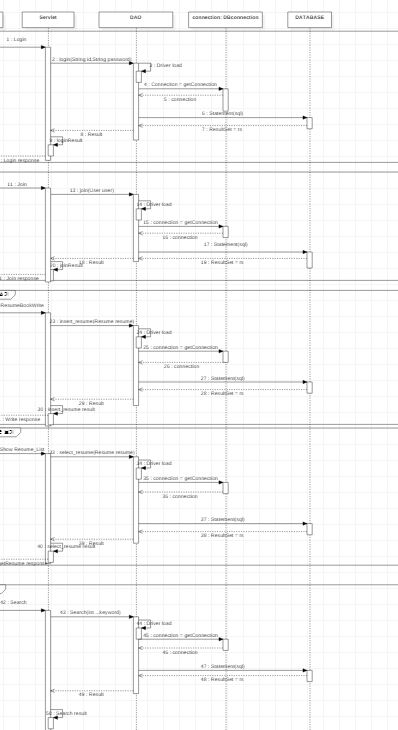 Servlet
DAO
connection: DBconnection
DATABASE
1 : Login
2 : login(String id,String password)
3 : Driver load
4 : Connection = getConnection
5 : connection
6 : Statement(sql)
7 : ResultSet = rs
8 : Result
: loginResult
: Login response
11 : Join
12 : join(User user)
: Driver load
15 : connection = getConnection
16 : connection
17 : Statement(sql)
18 : ResultSet = rs
: Result
: joinResult
: Join response
ResumeBookWrite
23 : insert_resume(Resume resume)
: Driver load
25 : connection = getConnection
26 : connection
27 : Statement(sql)
28 : ResultSet = rs
29 : Result
30 : insert_resume result
: Write response
Show Resume_List
: select_resume(Resume resume)
: Driver load
35 : connection = getConnection
36 : connection
37 : Statement(sql)
38 : ResultSet = rs
39 : Result
40 : select_resume result
response
42 : Search
43 : Search(int ...keyword)
: Driver load
45 : connection = getConnection
46 : connection
47 : Statement(sql)
48 : ResultSet = rs
49 : Result
50 : Search result